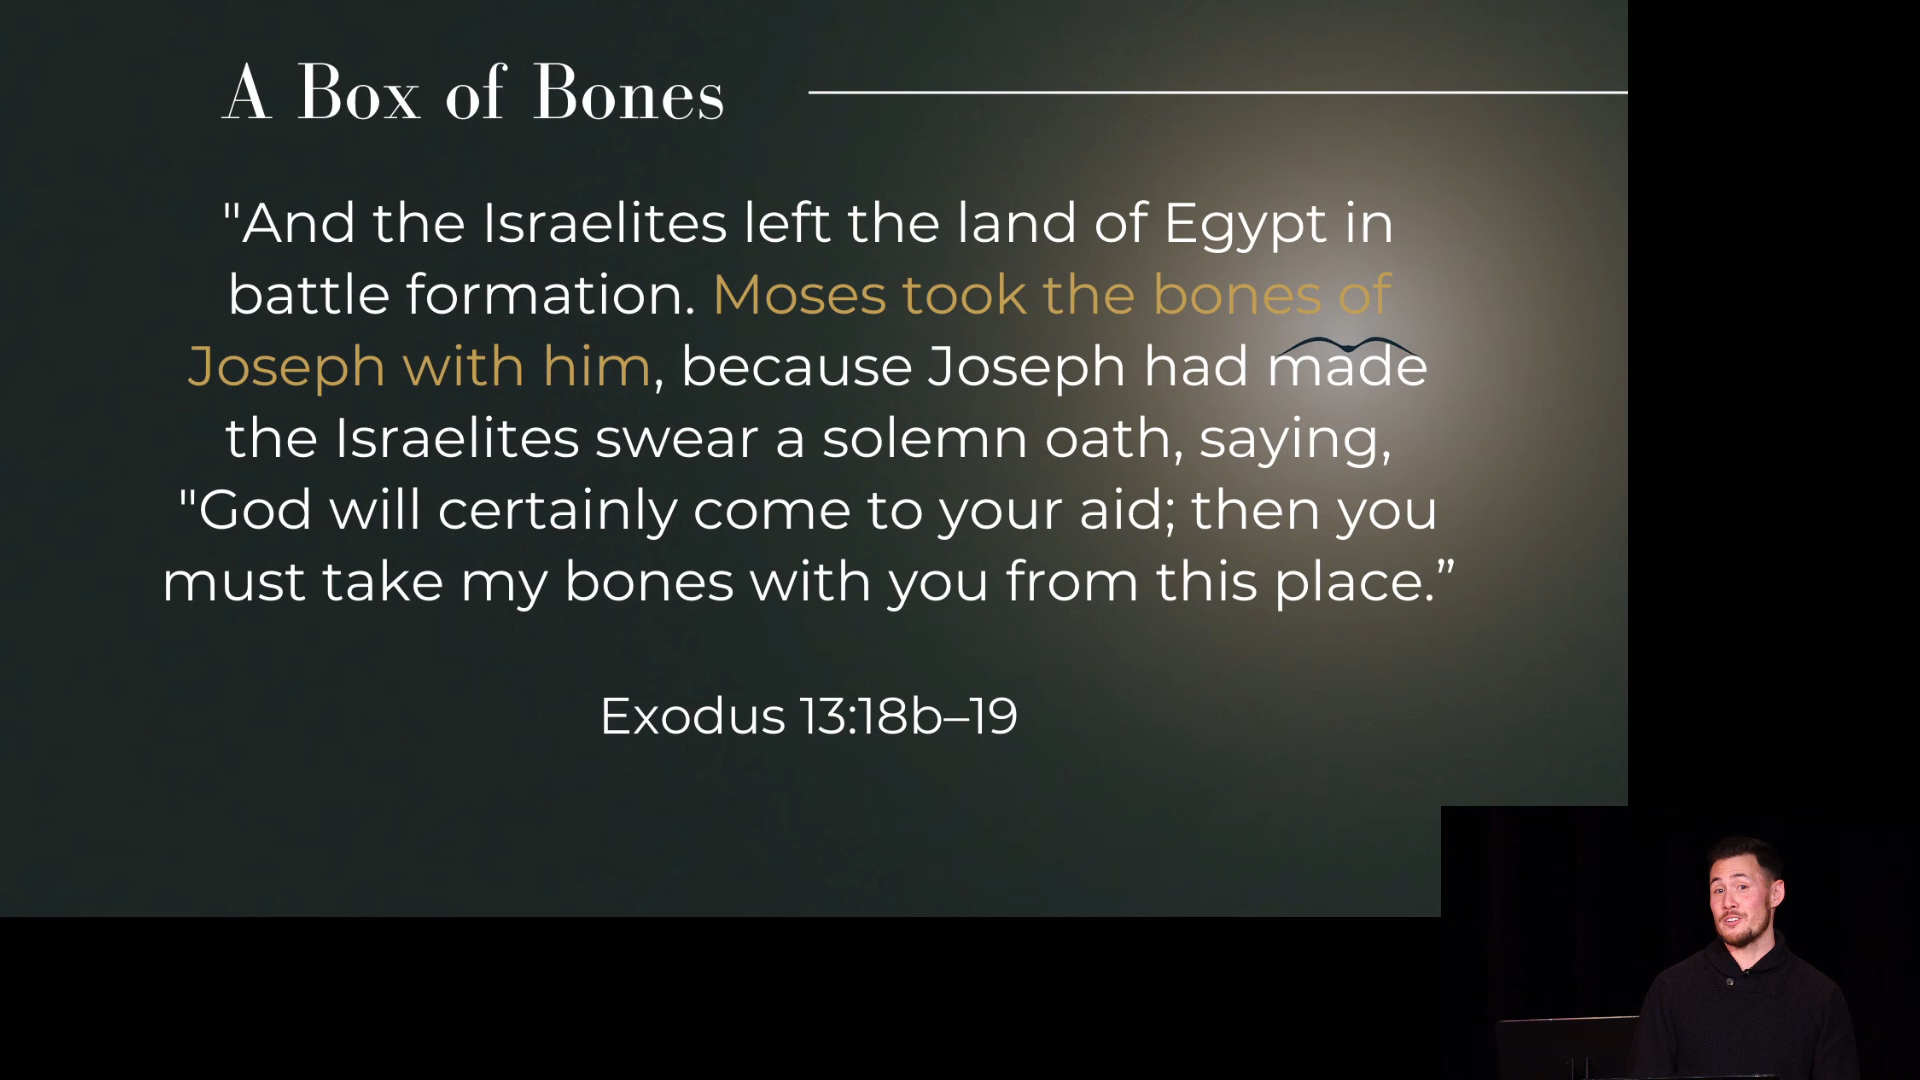 A Box of Bones
"And the Israelites left the land of Egypt in
battle formation. Moses took the bones of
Joseph with him, because Joseph had made
the Israelites swear a solemn oath, saying,
"God will certainly come to your aid; then you
must take my bones with you from this place.”
Exodus 13:18b–19